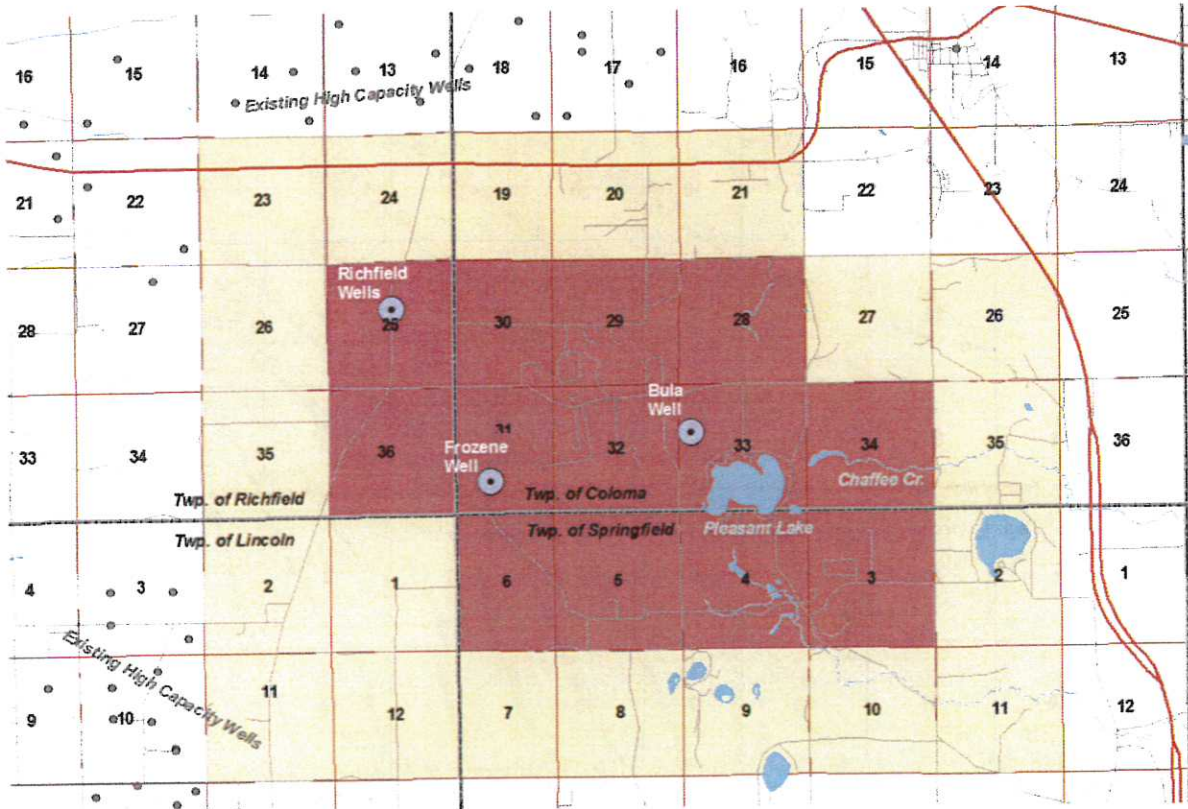 16 15 14 13 18 17 16 15 14 13
Existing High Capacity Wells
21 22 23 24 19 20 21 22 23 24
Richfield
Wells
28 27 26 25 30 29 28 27 26 25
Bula
Well
33 34 35 36 31 32 33 34 35 36
Frozene
Well
Chaffee Cr.
Twp. of Richfield
Twp. of Coloma
Twp. of Lincoln
Twp. of Springfield
Pleasant Lake
4 3 2 1 6 5 4 3 2 1
Existing High Capacity Wells
9 10 11 12 7 8 9 10 11 12